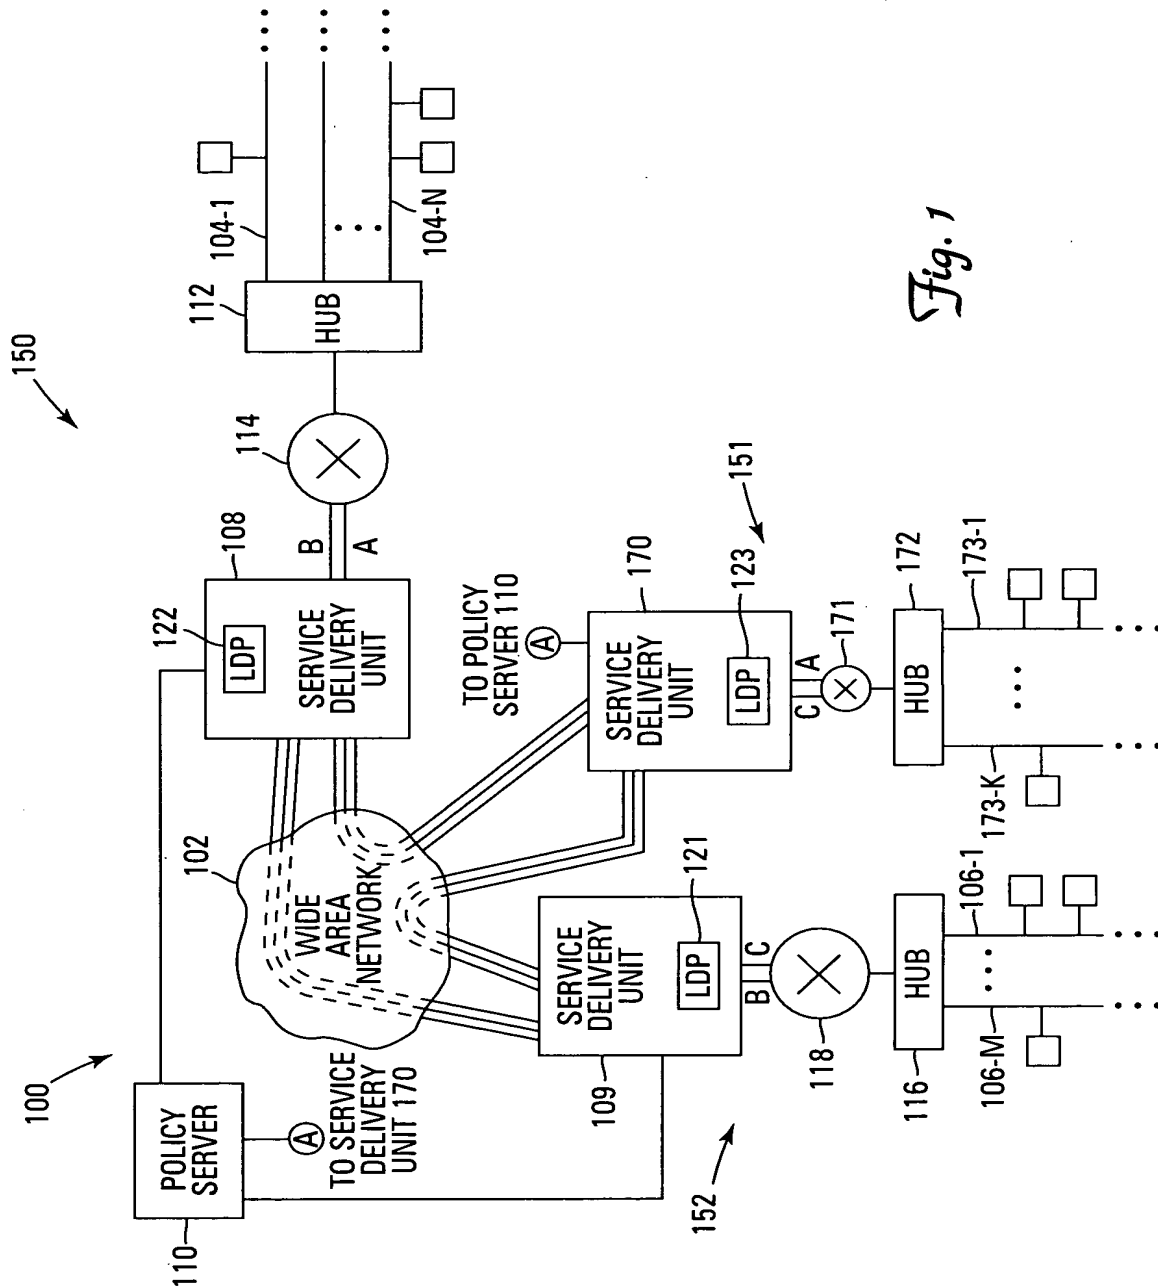 100
150
110
POLICY
SERVER
A
TO SERVICE
DELIVERY
UNIT 170
102
WIDE
AREA
NETWORK
122
108
LDP
SERVICE
DELIVERY
UNIT
B
A
114
112
HUB
104-1
104-N
TO POLICY
SERVER 110
A
170
SERVICE
DELIVERY
UNIT
123
LDP
151
C
A
171
172
HUB
173-1
173-K
109
SERVICE
DELIVERY
UNIT
121
LDP
152
B
C
118
116
HUB
106-1
106-M
Fig. 1